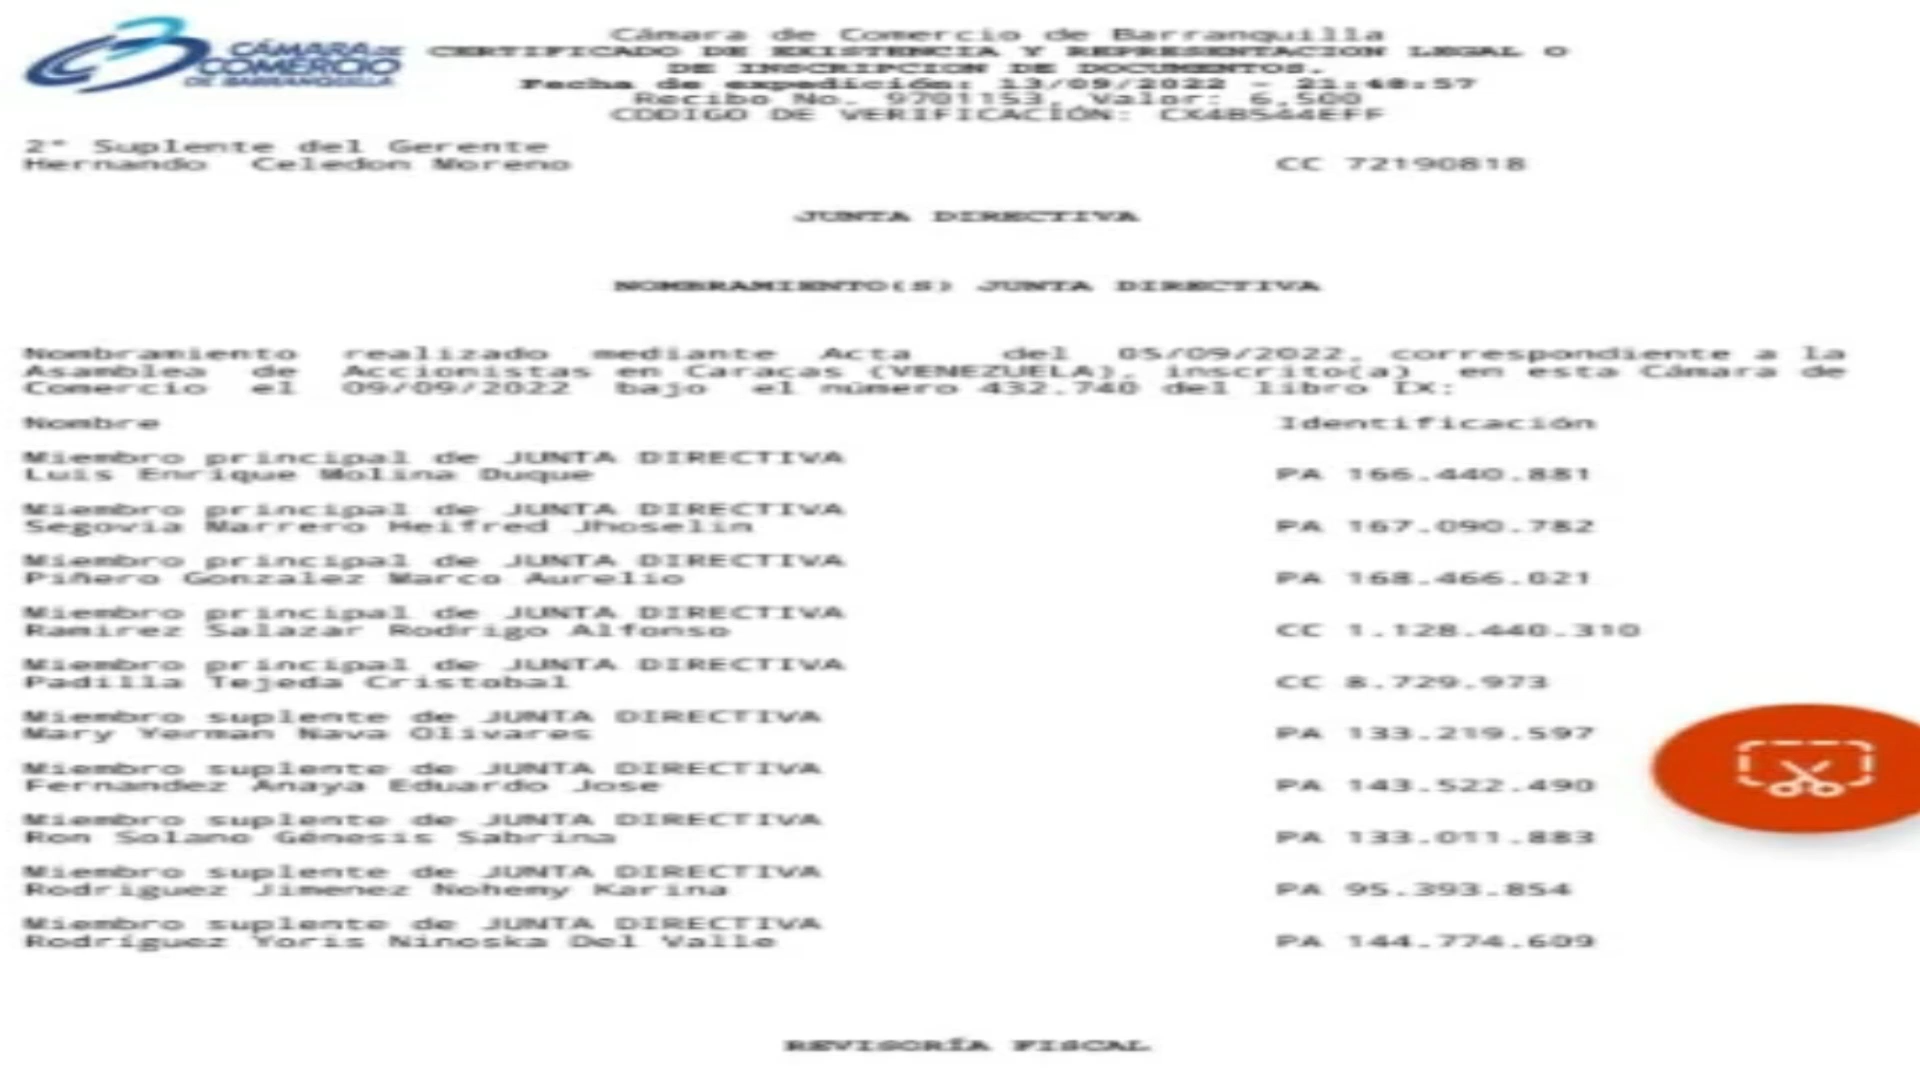 CÁMARA DE
COMERCIO
DE BARRANQUILLA
Cámara de Comercio de Barranquilla
CERTIFICADO DE EXISTENCIA Y REPRESENTACION LEGAL O
DE INSCRIPCION DE DOCUMENTOS.
Fecha de expedición: 13/09/2022 - 21:48:57
Recibo No. 9701153, Valor: 6,500
CODIGO DE VERIFICACIÓN: CX4B544EFF
2° Suplente del Gerente
Hernando Celedon Moreno CC 72190818
JUNTA DIRECTIVA
NOMBRAMIENTO(S) JUNTA DIRECTIVA
Nombramiento realizado mediante Acta del 05/09/2022, correspondiente a la
Asamblea de Accionistas en Caracas (VENEZUELA), inscrito(a) en esta Cámara de
Comercio el 09/09/2022 bajo el número 432.740 del libro IX:
Nombre Identificación
Miembro principal de JUNTA DIRECTIVA
Luis Enrique Molina Duque PA 166.440.881
Miembro principal de JUNTA DIRECTIVA
Segovia Marrero Heifred Jhoselin PA 167.090.782
Miembro principal de JUNTA DIRECTIVA
Piñero Gonzalez Marco Aurelio PA 168.466.021
Miembro principal de JUNTA DIRECTIVA
Ramirez Salazar Rodrigo Alfonso CC 1.128.440.310
Miembro principal de JUNTA DIRECTIVA
Padilla Tejeda Cristobal CC 8.729.973
Miembro suplente de JUNTA DIRECTIVA
Mary Yerman Nava Olivares PA 133.219.597
Miembro suplente de JUNTA DIRECTIVA
Fernandez Anaya Eduardo Jose PA 143.522.490
Miembro suplente de JUNTA DIRECTIVA
Ron Solano Génesis Sabrina PA 133.011.883
Miembro suplente de JUNTA DIRECTIVA
Rodriguez Jimenez Nohemy Karina PA 95.393.854
Miembro suplente de JUNTA DIRECTIVA
Rodríguez Yoris Ninoska Del Valle PA 144.774.609
REVISORÍA FISCAL